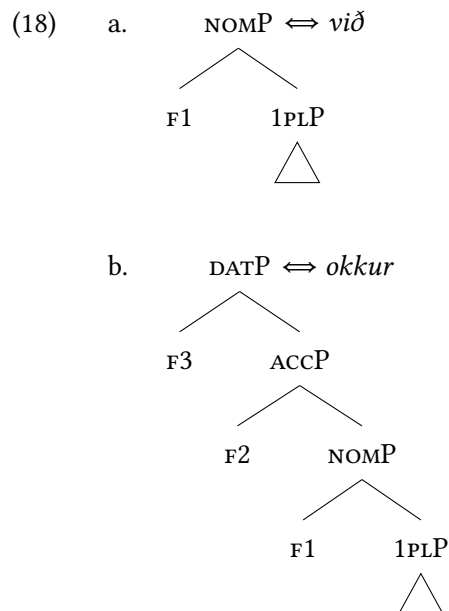 (18) a. NOMP ⇔ við
F1 1PLP
b. DATP ⇔ okkur
F3 ACCP
F2 NOMP
F1 1PLP